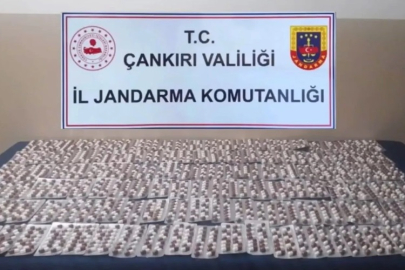 T.C.
ÇANKIRI VALİLİĞİ
İL JANDARMA KOMUTANLIĞI